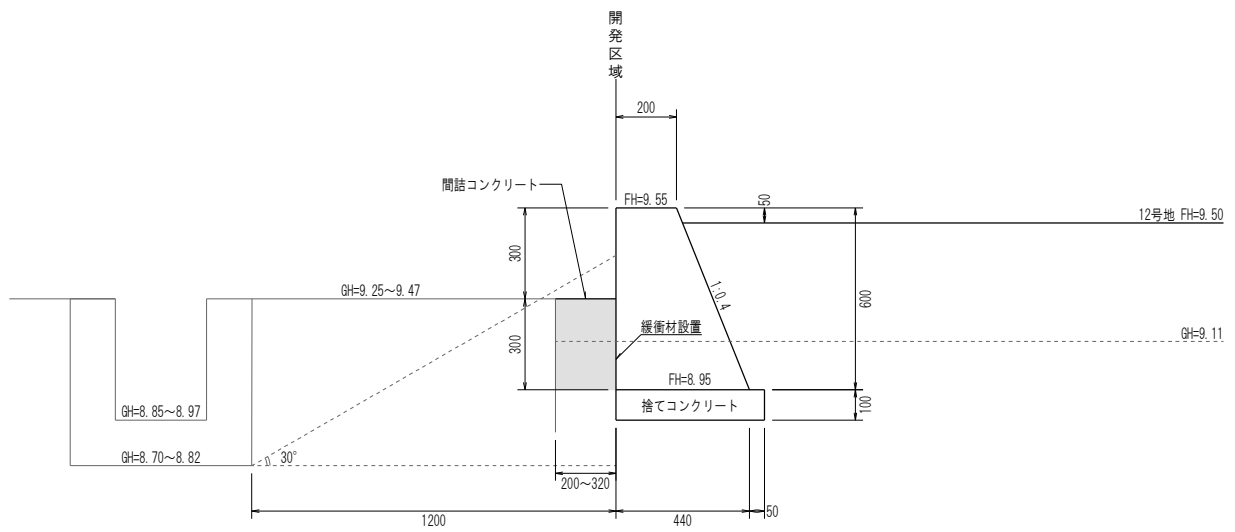 開発区域
200
間詰コンクリート
FH=9.55
50
12号地 FH=9.50
300
GH=9.25～9.47
1:0.4
600
300
緩衝材設置
GH=9.11
FH=8.95
捨てコンクリート
100
GH=8.85～8.97
GH=8.70～8.82
30°
200～320
1200
440
50